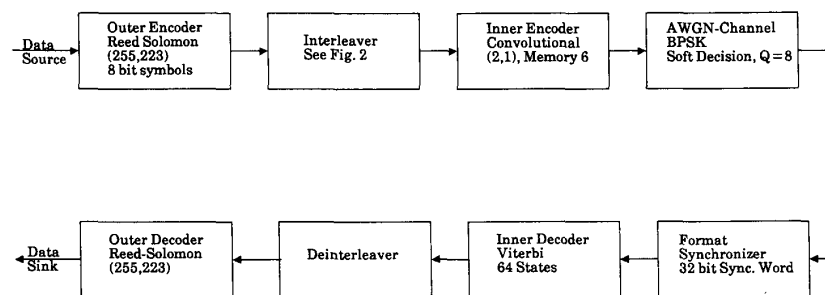 Data
Source
Outer Encoder
Reed Solomon
(255,223)
8 bit symbols
Interleaver
See Fig. 2
Inner Encoder
Convolutional
(2,1), Memory 6
AWGN-Channel
BPSK
Soft Decision, Q=8
Data
Sink
Outer Decoder
Reed-Solomon
(255,223)
Deinterleaver
Inner Decoder
Viterbi
64 States
Format
Synchronizer
32 bit Sync. Word